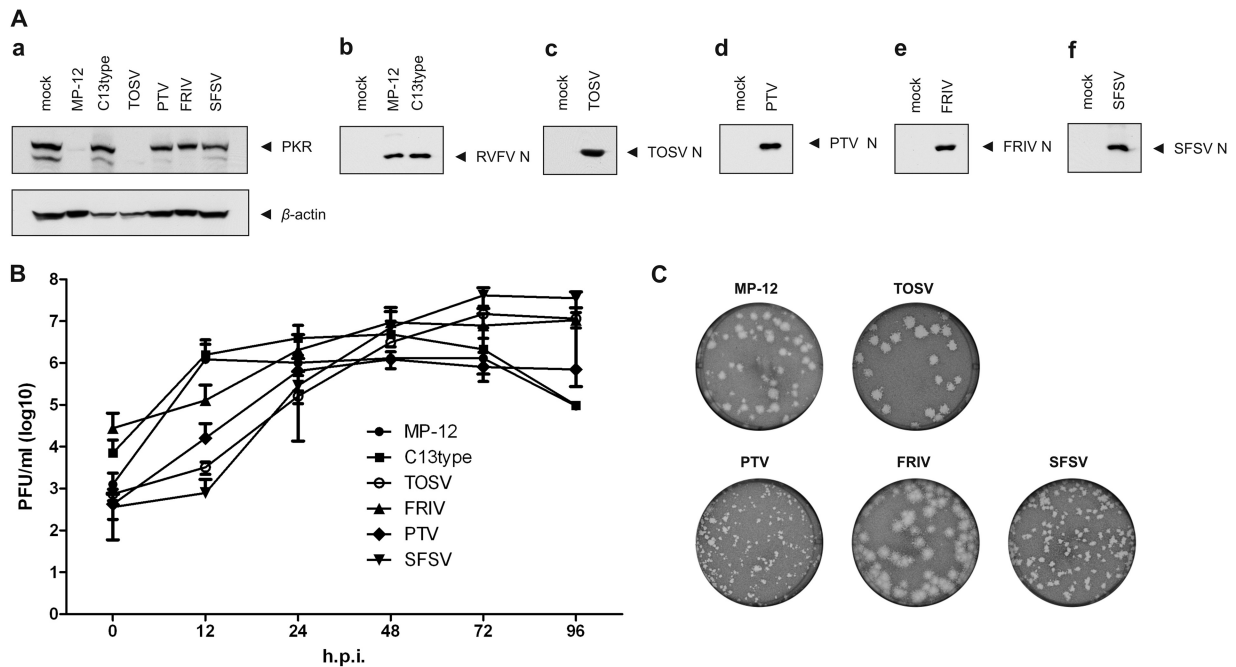 A
a
mock
MP-12
C13type
TOSV
PTV
FRIV
SFSV
◄ PKR
◄ β-actin
b
mock
MP-12
C13type
◄ RVFV N
c
mock
TOSV
◄ TOSV N
d
mock
PTV
◄ PTV N
e
mock
FRIV
◄ FRIV N
f
mock
SFSV
◄ SFSV N
B
PFU/ml (log10)
8
7
6
5
4
3
2
1
0
0 12 24 48 72 96
h.p.i.
MP-12
C13type
TOSV
FRIV
PTV
SFSV
C
MP-12
TOSV
PTV
FRIV
SFSV